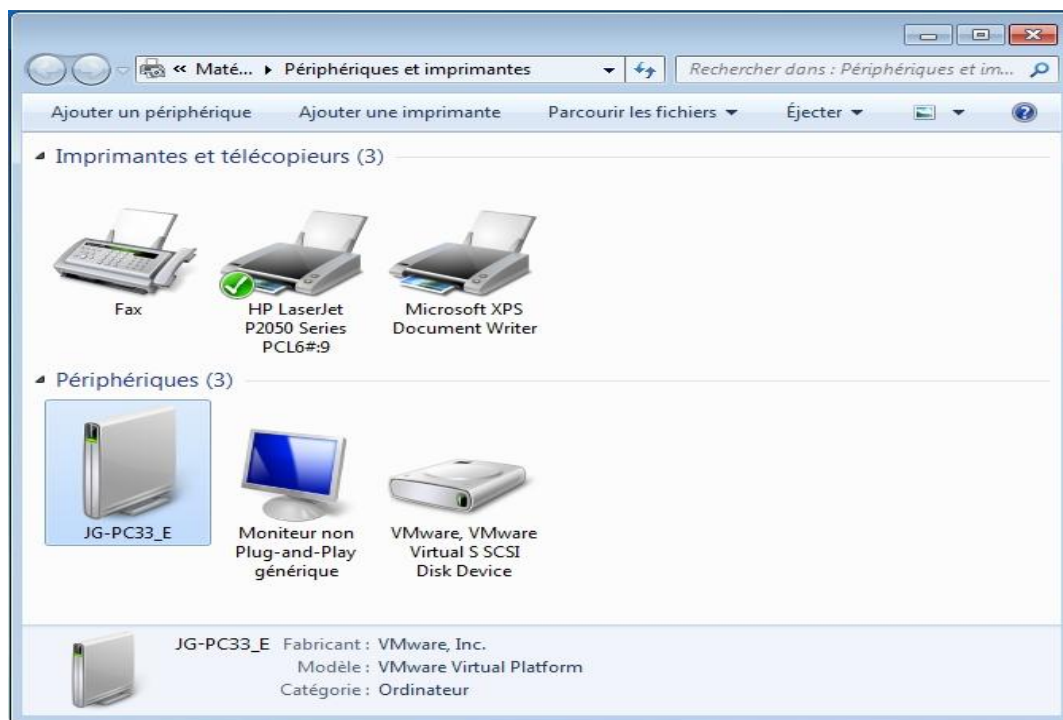 « Maté... ▸ Périphériques et imprimantes
Rechercher dans : Périphériques et im...
Ajouter un périphérique Ajouter une imprimante Parcourir les fichiers Éjecter
Imprimantes et télécopieurs (3)
Fax
HP LaserJet
P2050 Series
PCL6#:9
Microsoft XPS
Document Writer
Périphériques (3)
JG-PC33_E
Moniteur non
Plug-and-Play
générique
VMware, VMware
Virtual S SCSI
Disk Device
JG-PC33_E Fabricant : VMware, Inc.
Modèle : VMware Virtual Platform
Catégorie : Ordinateur